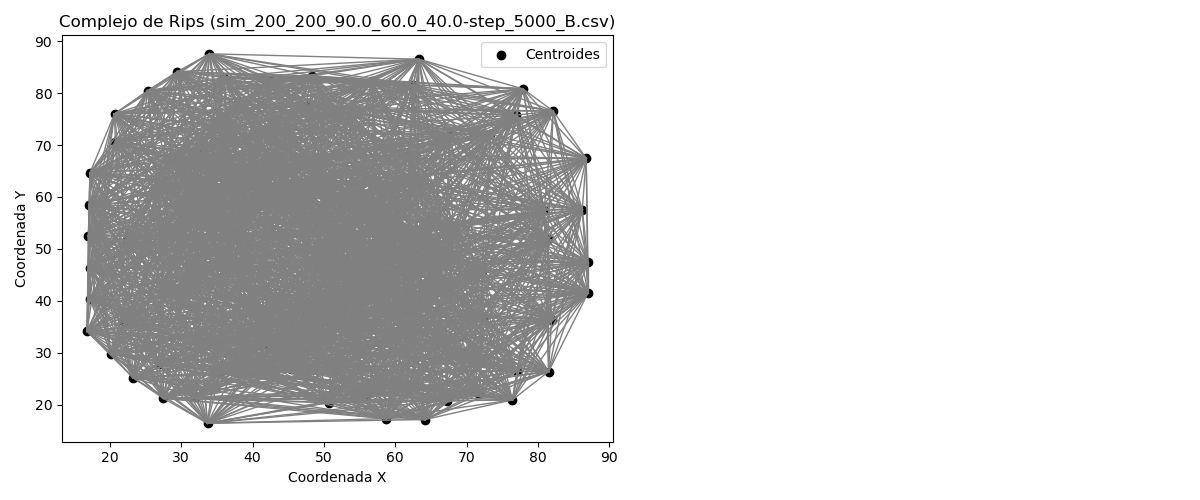 Complejo de Rips (sim_200_200_90.0_60.0_40.0-step_5000_B.csv)
Centroides
Coordenada Y
90
80
70
60
50
40
30
20
20 30 40 50 60 70 80 90
Coordenada X